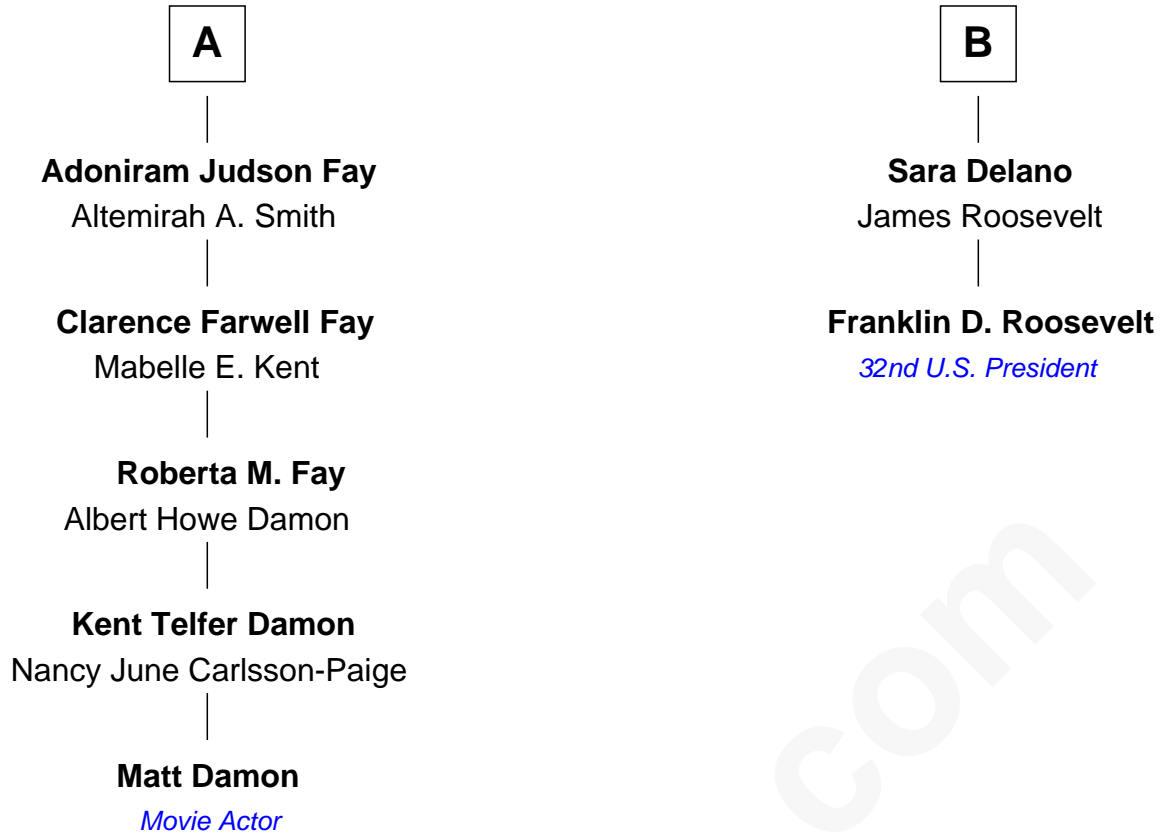 A
Adoniram Judson Fay
Altemirah A. Smith
Clarence Farwell Fay
Mabelle E. Kent
Roberta M. Fay
Albert Howe Damon
Kent Telfer Damon
Nancy June Carlsson-Paige
Matt Damon
Movie Actor
B
Sara Delano
James Roosevelt
Franklin D. Roosevelt
32nd U.S. President
com